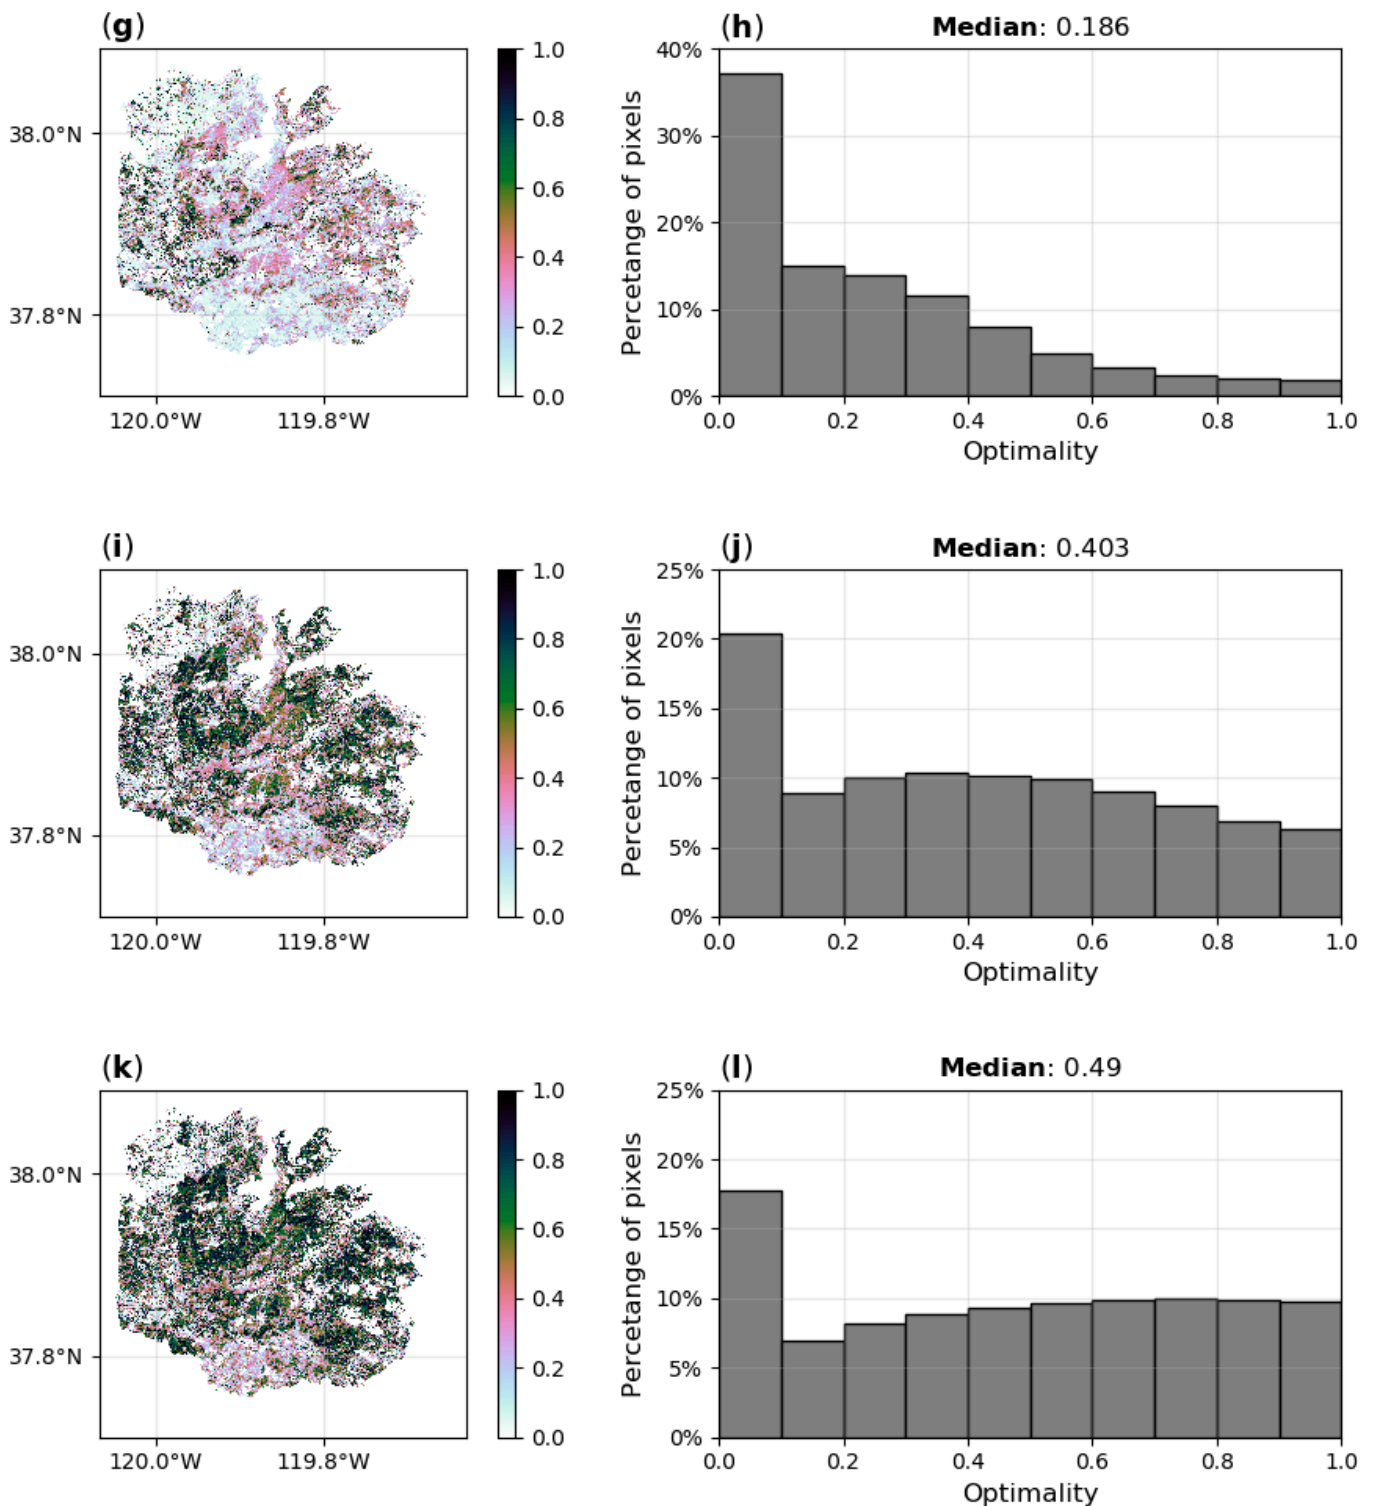 (g)
1.0
0.8
0.6
0.4
0.2
0.0
38.0°N
37.8°N
120.0°W 119.8°W
(h) Median: 0.186
40%
30%
20%
10%
0%
Percetange of pixels
0.0 0.2 0.4 0.6 0.8 1.0
Optimality
(i)
1.0
0.8
0.6
0.4
0.2
0.0
38.0°N
37.8°N
120.0°W 119.8°W
(j) Median: 0.403
25%
20%
15%
10%
5%
0%
Percetange of pixels
0.0 0.2 0.4 0.6 0.8 1.0
Optimality
(k)
1.0
0.8
0.6
0.4
0.2
0.0
38.0°N
37.8°N
120.0°W 119.8°W
(l) Median: 0.49
25%
20%
15%
10%
5%
0%
Percetange of pixels
0.0 0.2 0.4 0.6 0.8 1.0
Optimality